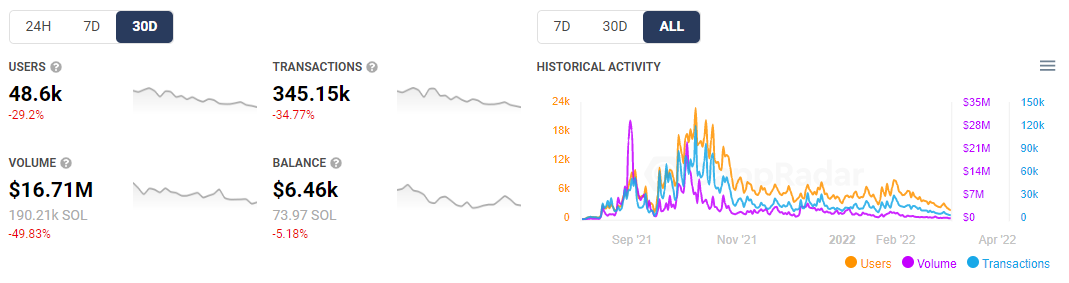 24H 7D 30D
USERS ?
48.6k
-29.2%
TRANSACTIONS ?
345.15k
-34.77%
VOLUME ?
$16.71M
190.21k SOL
-49.83%
BALANCE ?
$6.46k
73.97 SOL
-5.18%
7D 30D ALL
HISTORICAL ACTIVITY
24k
18k
12k
6k
0
$35M
$28M
$21M
$14M
$7M
$0
150k
120k
90k
60k
30k
0
Sep '21 Nov '21 2022 Feb '22 Apr '22
Users Volume Transactions